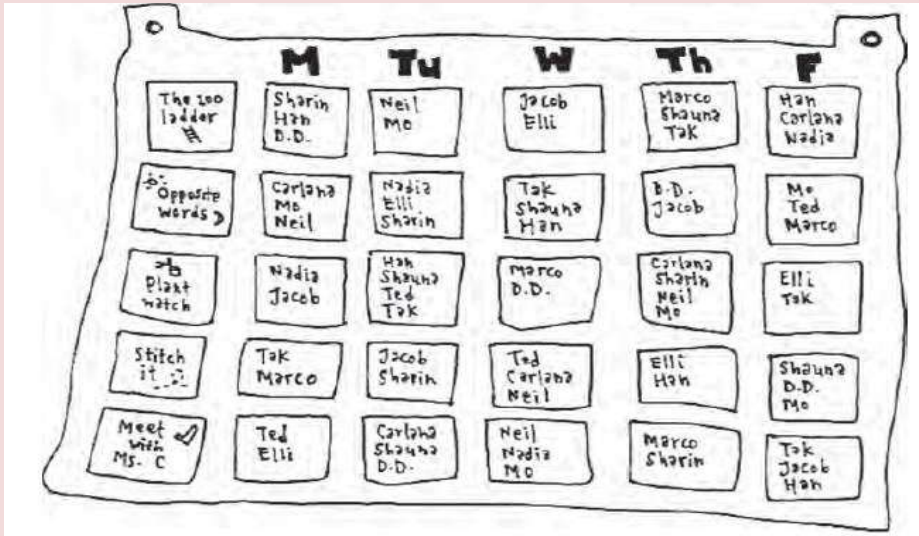 M Tu W Th F
The 100
ladder
Sharin
Han
D.D.
Neil
Mo
Jacob
Elli
Marco
Shauna
Tak
Han
Carlana
Nadia
Opposite
words
Carlana
Mo
Neil
Nadia
Elli
Sharin
Tak
Shauna
Han
D.D.
Jacob
Mo
Ted
Marco
Plant
watch
Nadia
Jacob
Han
Shauna
Ted
Tak
Marco
D.D.
Carlana
Sharin
Neil
Mo
Elli
Tak
Stitch
it
Tak
Marco
Jacob
Sharin
Ted
Carlana
Neil
Elli
Han
Shauna
D.D.
Mo
Meet
with
Ms. C
Ted
Elli
Carlana
Shauna
D.D.
Neil
Nadia
Mo
Marco
Sharin
Tak
Jacob
Han